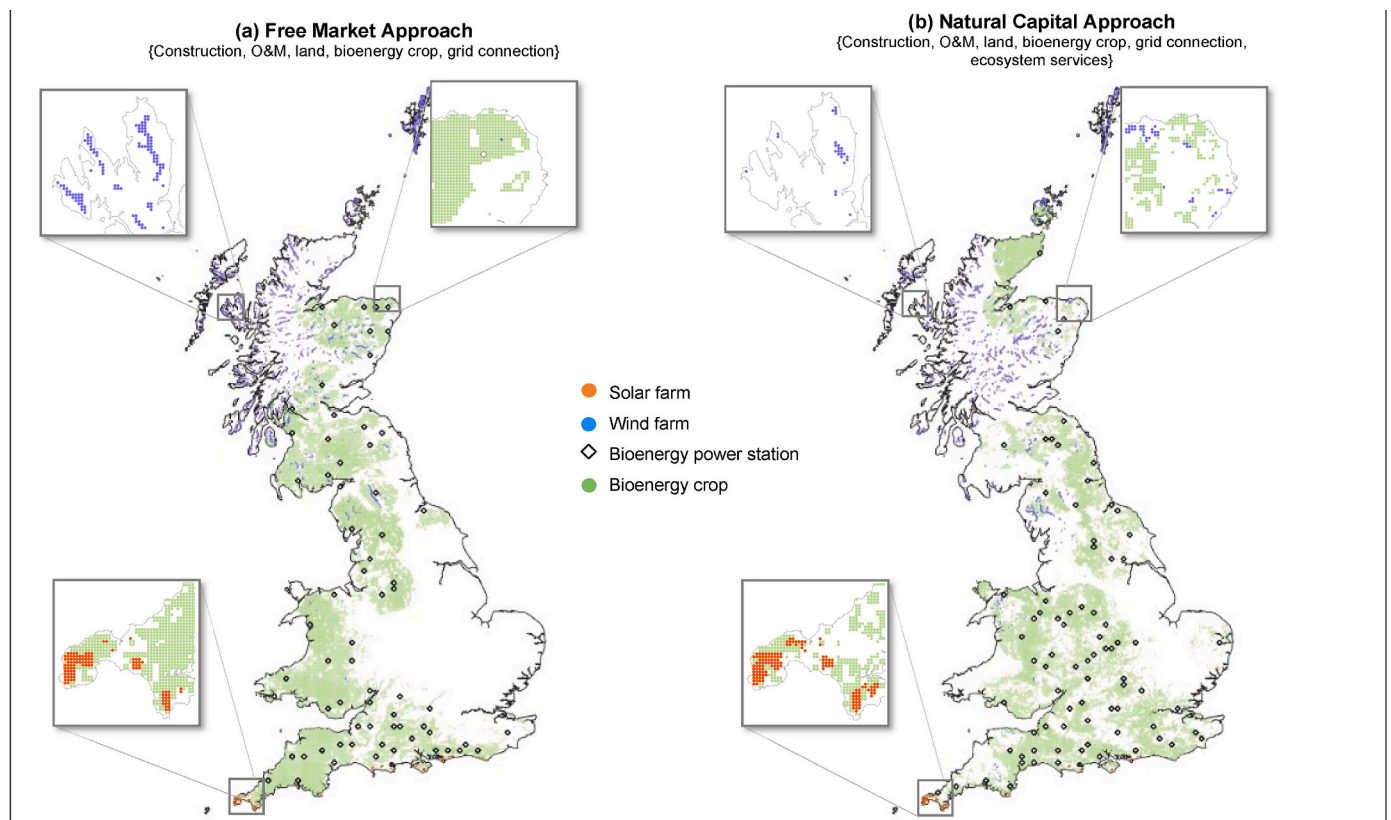 (a) Free Market Approach
{Construction, O&M, land, bioenergy crop, grid connection}
(b) Natural Capital Approach
{Construction, O&M, land, bioenergy crop, grid connection,
ecosystem services}
Solar farm
Wind farm
Bioenergy power station
Bioenergy crop